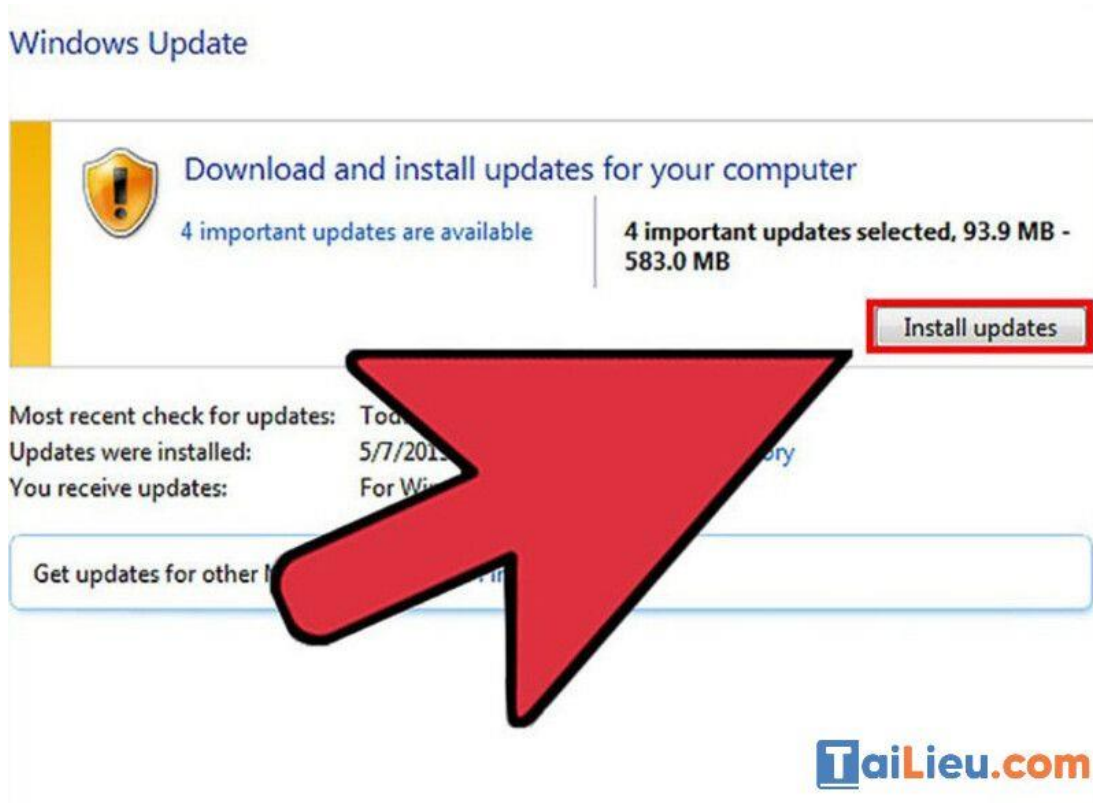 Windows Update
Download and install updates for your computer
4 important updates are available
4 important updates selected, 93.9 MB -
583.0 MB
Install updates
Most recent check for updates:
Updates were installed:
You receive updates: For
Get updates for other
TaiLieu.com